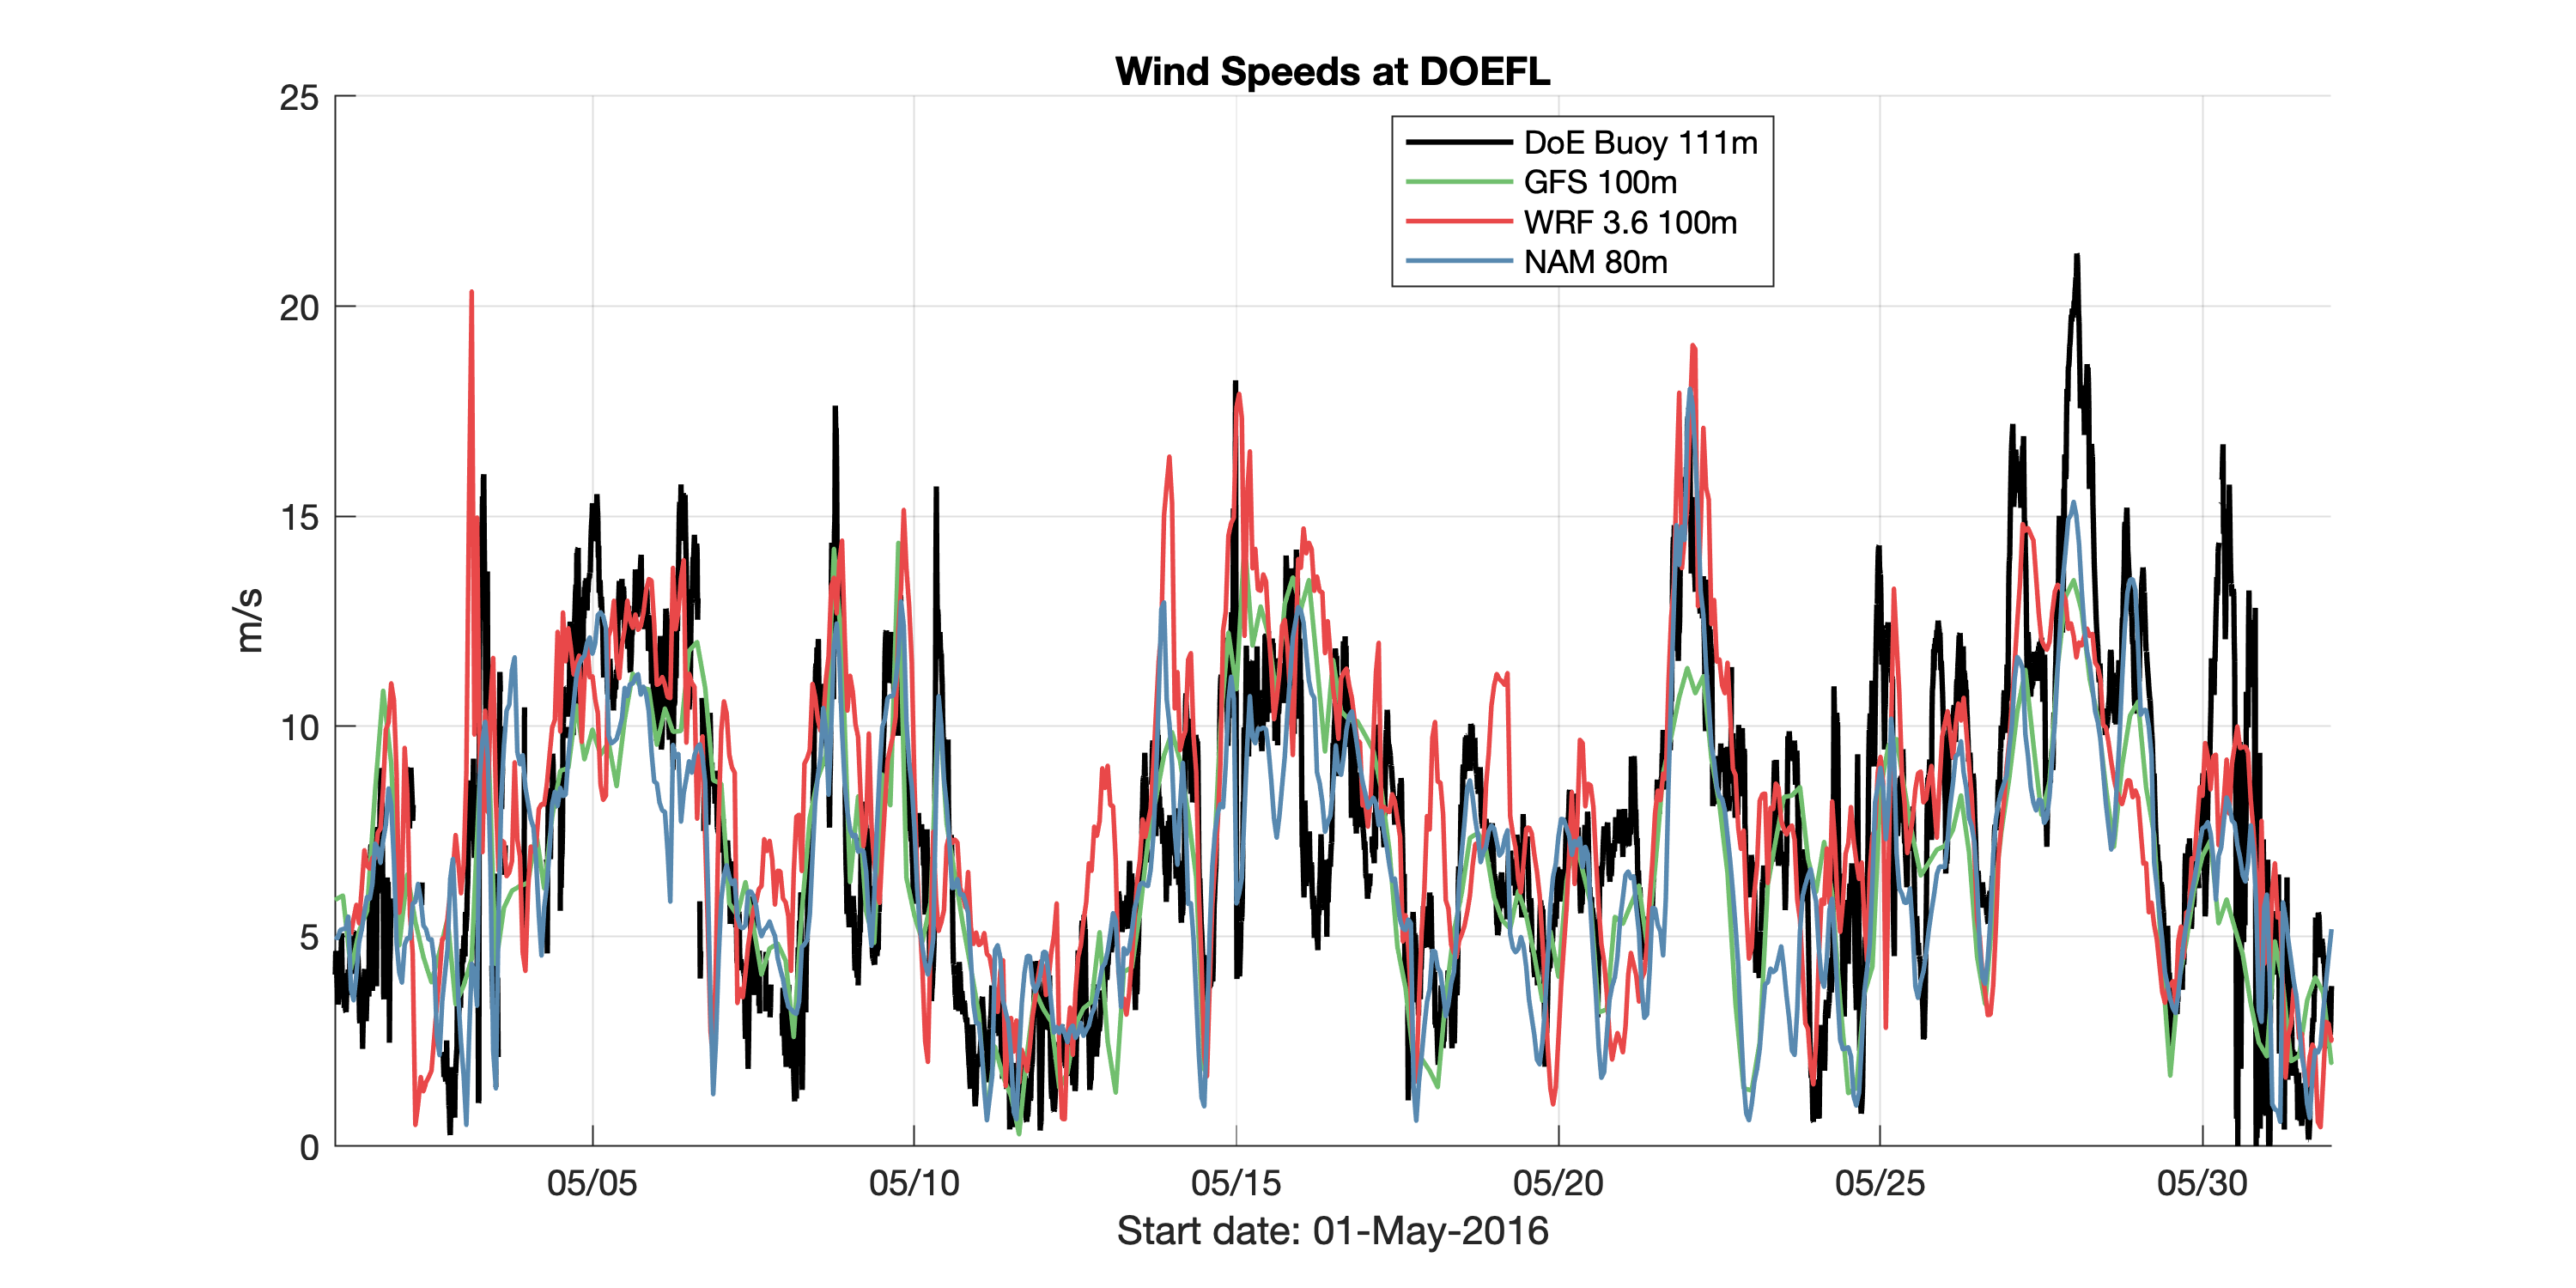 Wind Speeds at DOEFL
25
20
15
10
5
0
m/s
DoE Buoy 111m
GFS 100m
WRF 3.6 100m
NAM 80m
05/05 05/10 05/15 05/20 05/25 05/30
Start date: 01-May-2016